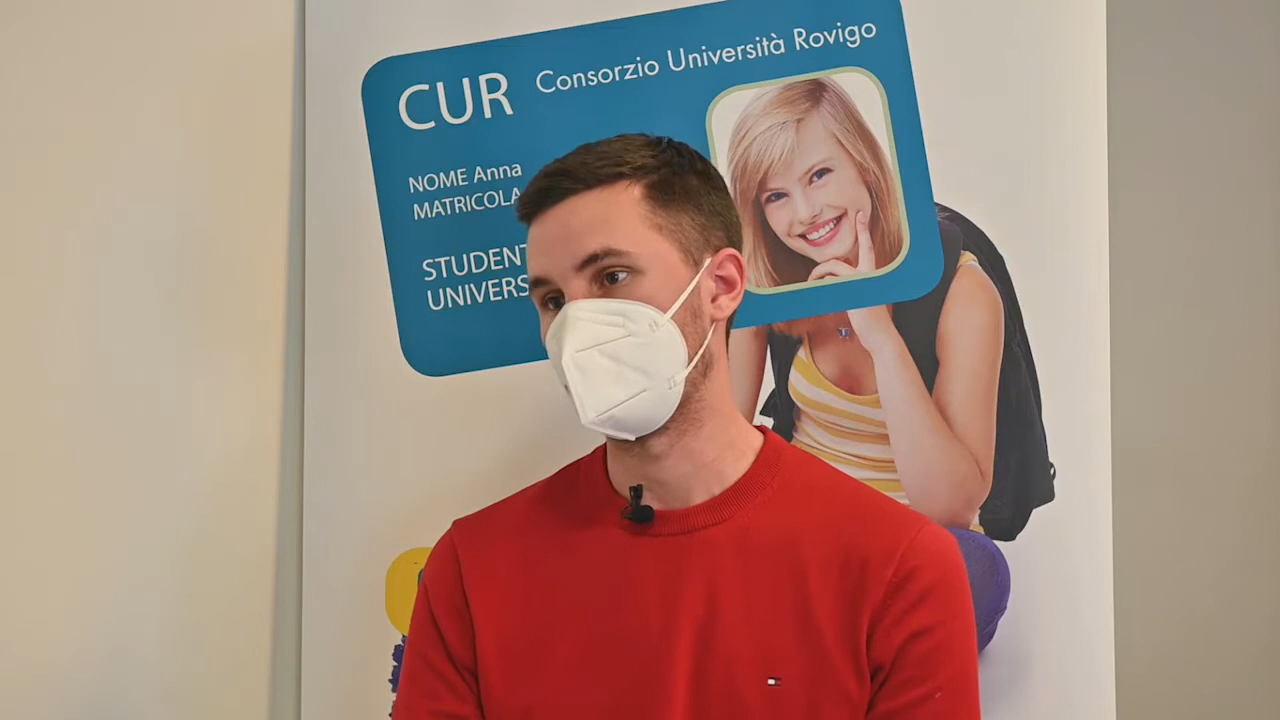 CUR Consorzio Università Rovigo
NOME Anna
MATRICOLA
STUDENT
UNIVERS